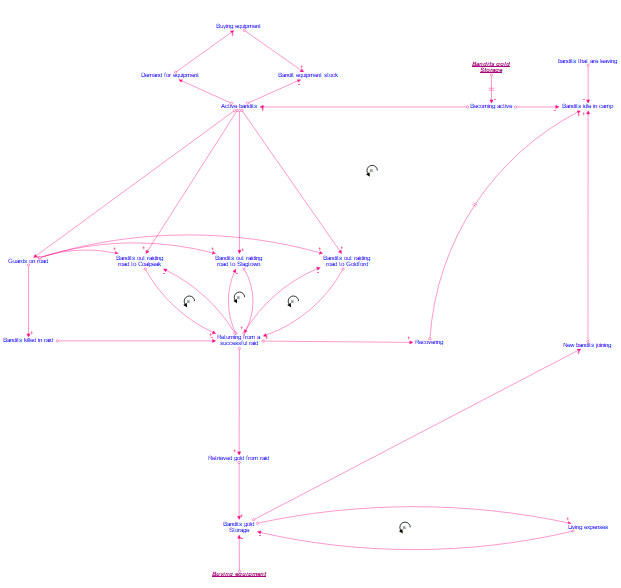 Buying equipment
Demand for equipment
Bandit equipment stock
Bandits gold
Storage
bandits that are leaving
Active bandits
Becoming active
Bandits idle in camp
Guards on road
Bandits out raiding
road to Coalpeak
Bandits out raiding
road to Slagtown
Bandits out raiding
road to Goldford
Bandits killed in raid
Returning from a
successful raid
Recovering
New bandits joining
Retrieved gold from raid
Bandits gold
Storage
Living expenses
Buying equipment